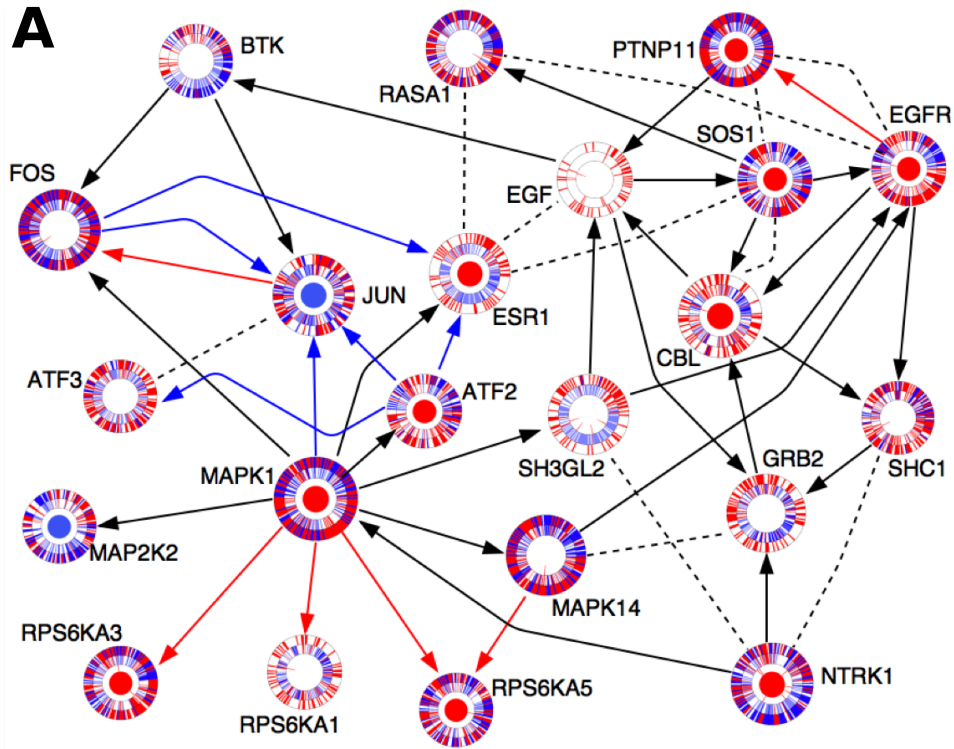 A
BTK
RASA1
PTNP11
EGFR
SOS1
FOS
EGF
JUN
ESR1
CBL
ATF3
ATF2
SH3GL2
GRB2
SHC1
MAPK1
MAP2K2
MAPK14
RPS6KA3
RPS6KA1
RPS6KA5
NTRK1